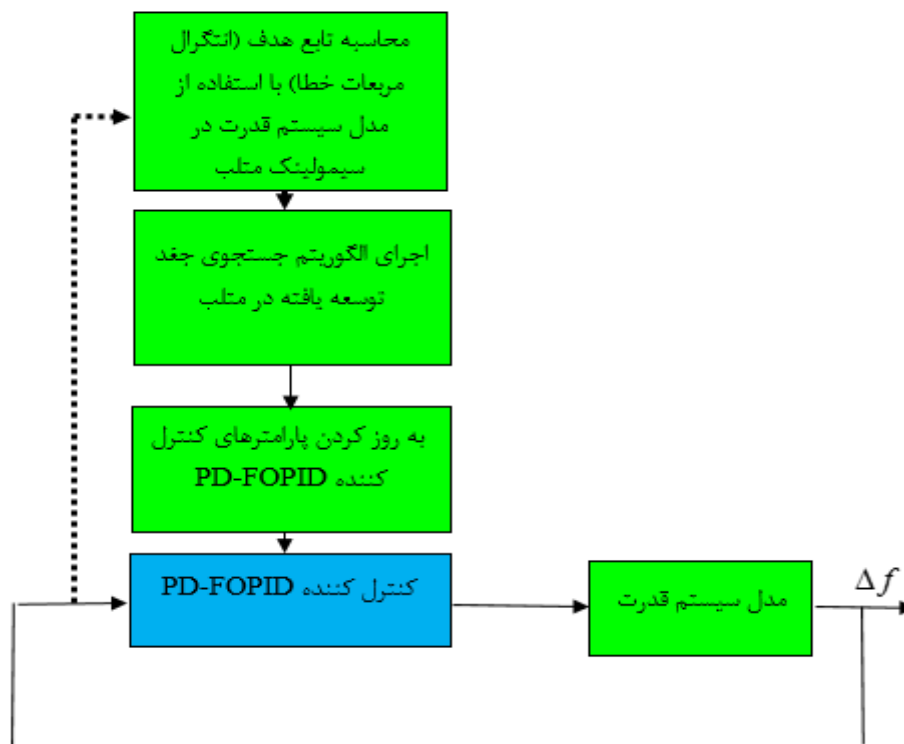 محاسبه تابع هدف (انتگرال
مربعات خطا) با استفاده از
مدل سیستم قدرت در
سیمولینک متلب
اجرای الگوریتم جستجوی جغد
توسعه یافته در متلب
به روز کردن پارامترهای کنترل
کننده PD-FOPID
کنترل کننده PD-FOPID
مدل سیستم قدرت
Δf